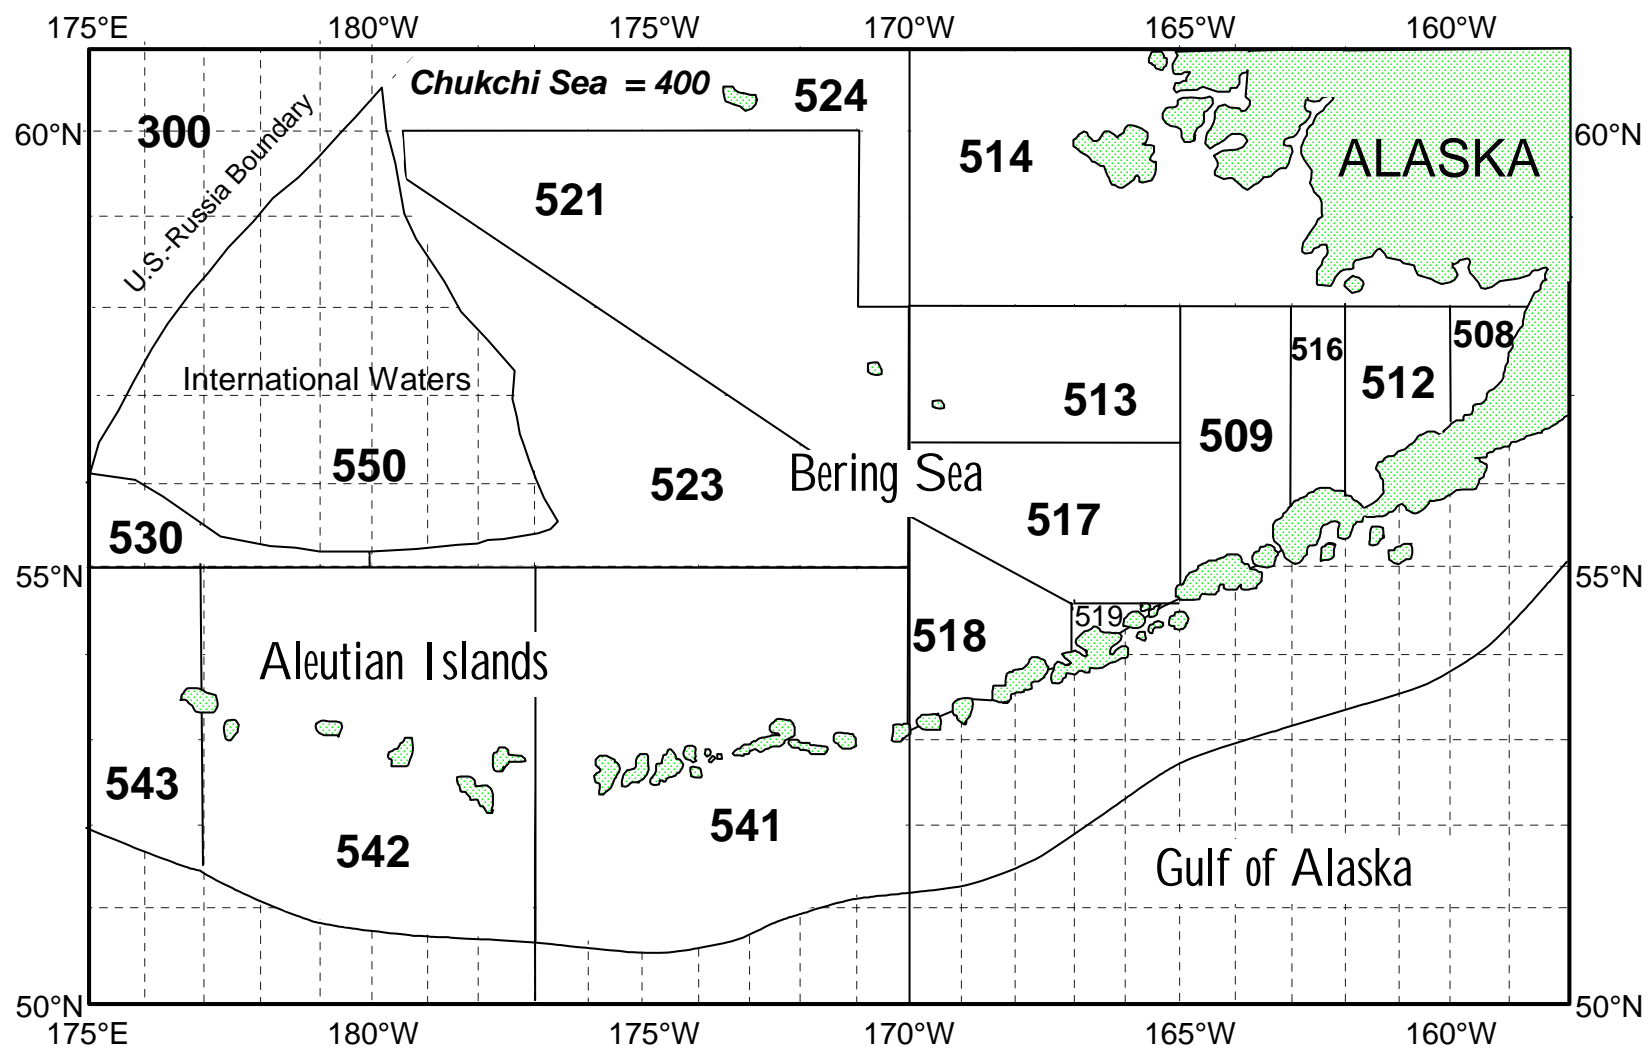 175°E 180°W 175°W 170°W 165°W 160°W
Chukchi Sea = 400
524
60°N
300
60°N
U.S.-Russia Boundary
514
ALASKA
521
508
516
International Waters
512
513
509
550
Bering Sea
523
517
530
55°N
55°N
519
518
Aleutian Islands
543
541
542
Gulf of Alaska
50°N
50°N
175°E 180°W 175°W 170°W 165°W 160°W